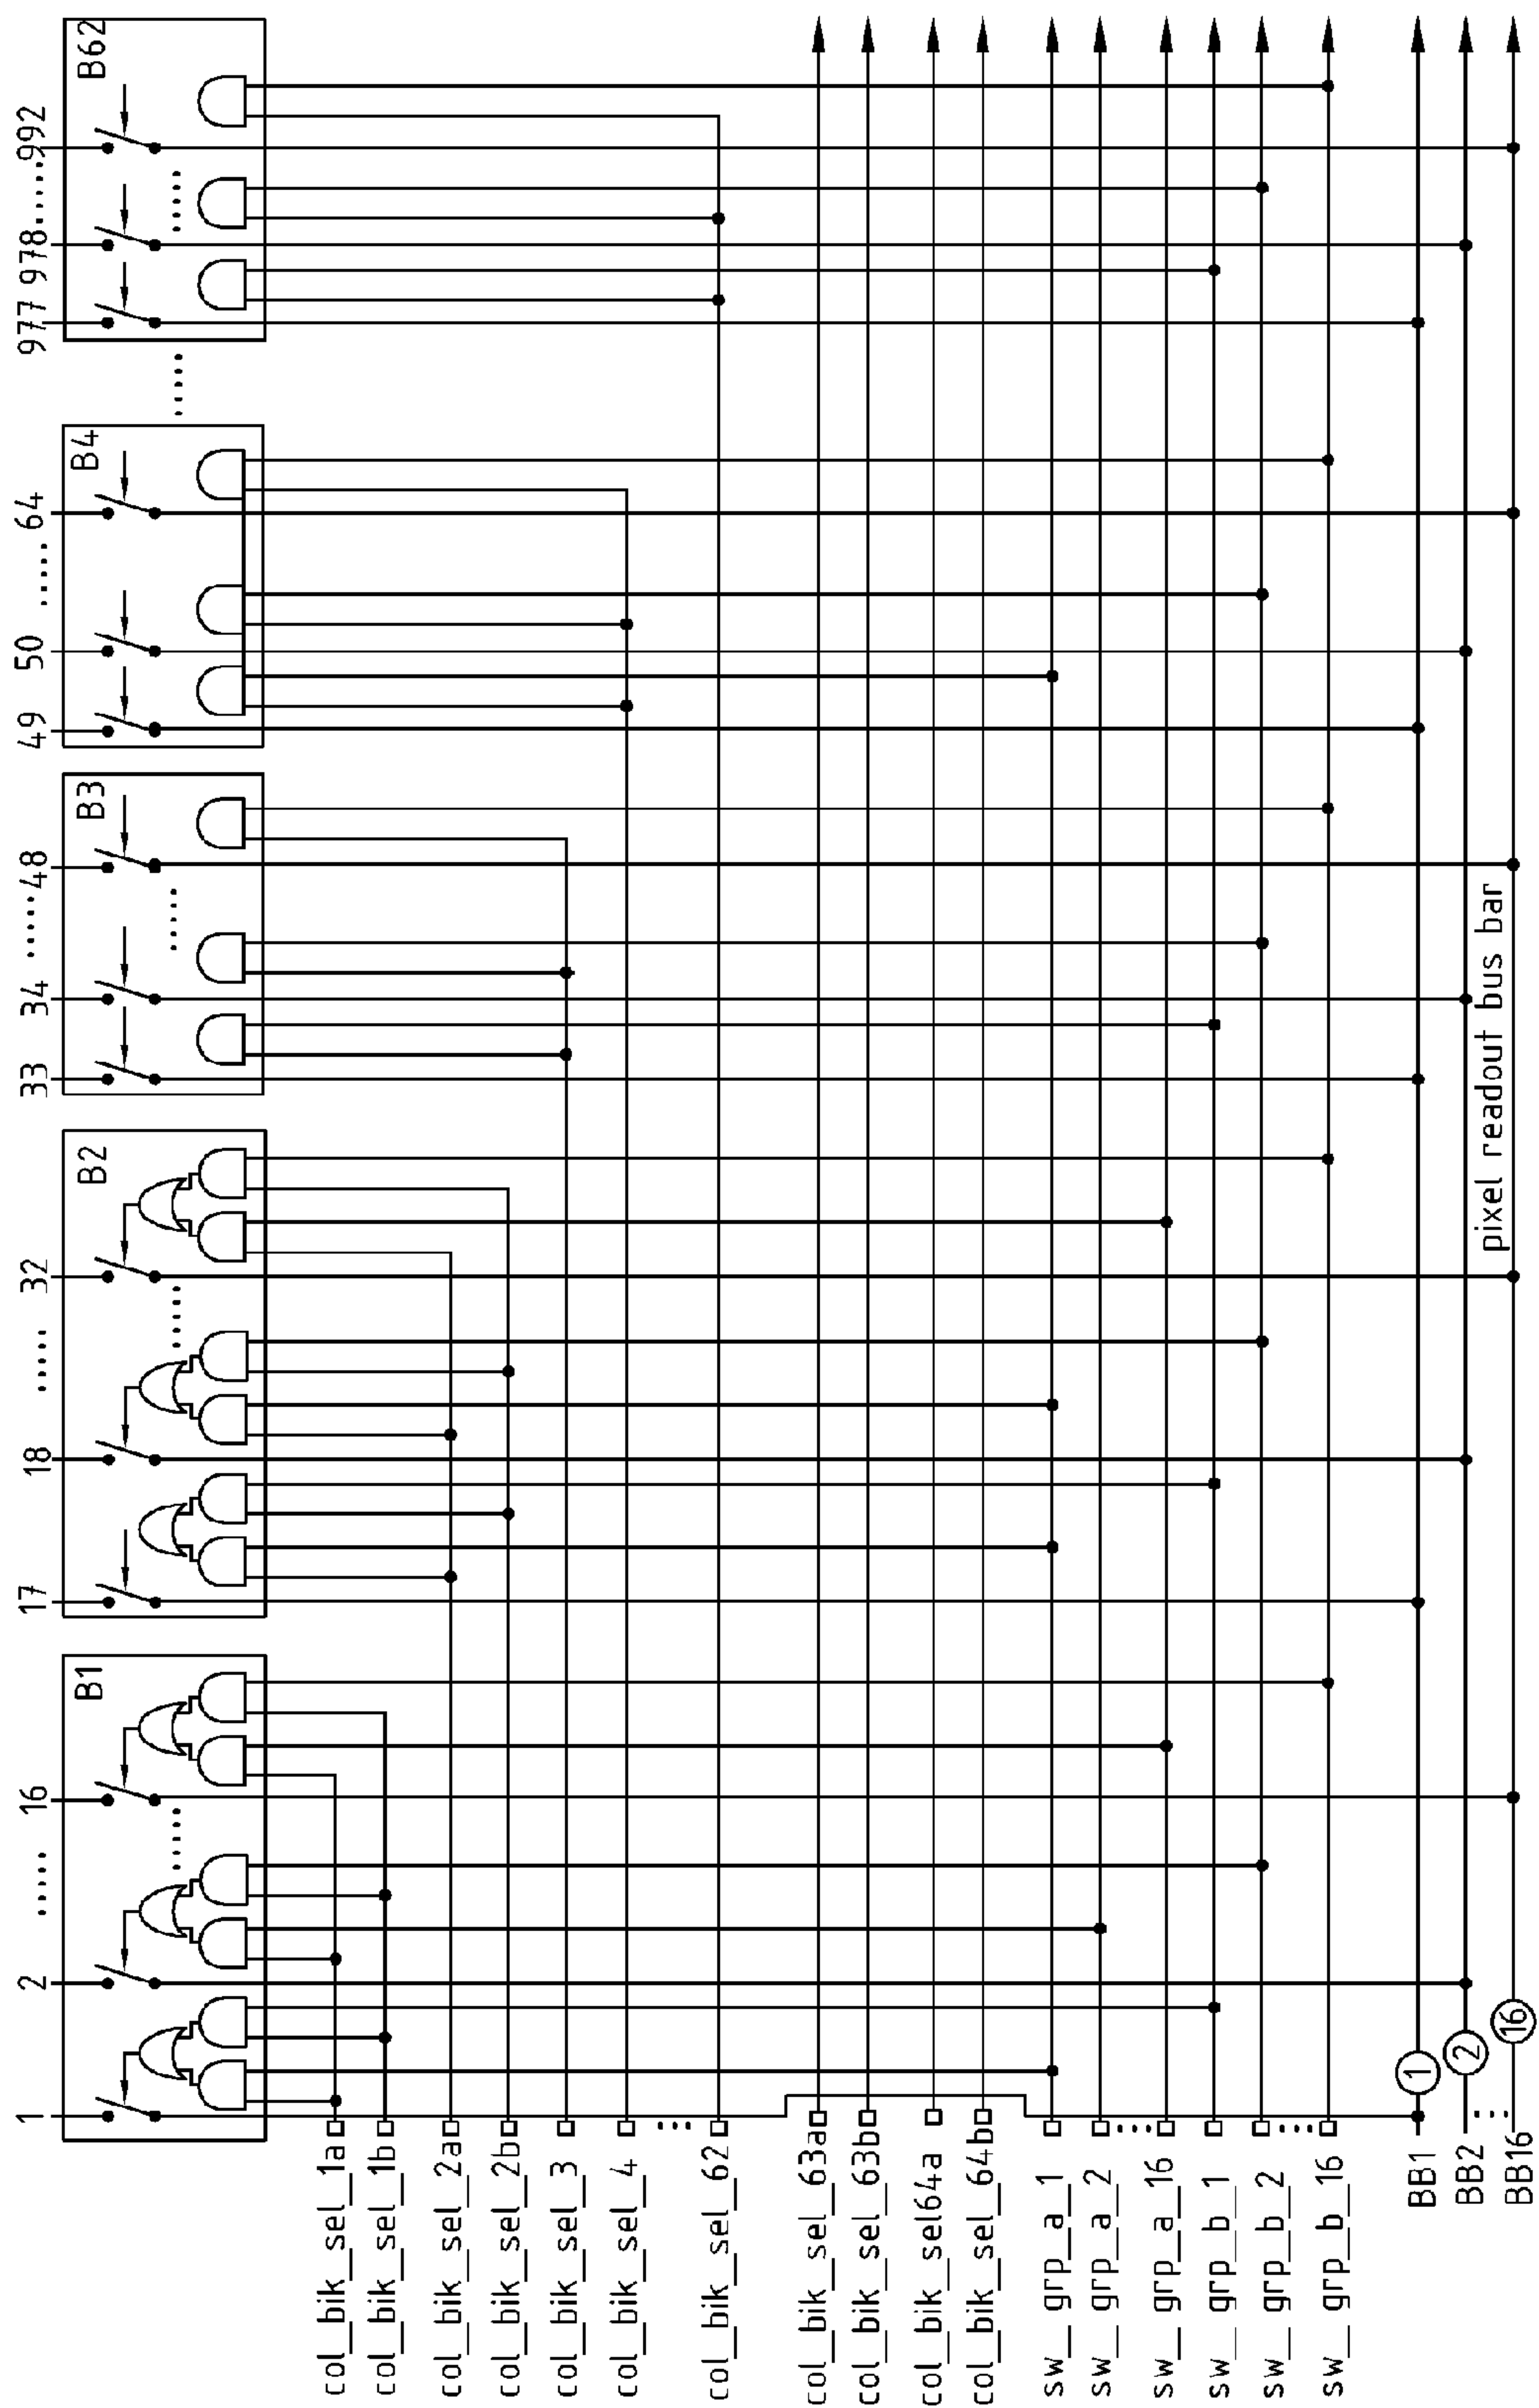 B1
B2
B3
B4
B62
1
2
.....
16
17
18
.....
32
33
34
.....
48
49
50
.....
64
977
978
.....
992
col_bik_sel_1a
col_bik_sel_1b
col_bik_sel_2a
col_bik_sel_2b
col_bik_sel_3
col_bik_sel_4
col_bik_sel_62
col_bik_sel_63a
col_bik_sel_63b
col_bik_sel64a
col_bik_sel_64b
sw_grp_a_1
sw_grp_a_2
sw_grp_a_16
sw_grp_b_1
sw_grp_b_2
sw_grp_b_16
BB1
BB2
BB16
1
2
16
pixel readout bus bar